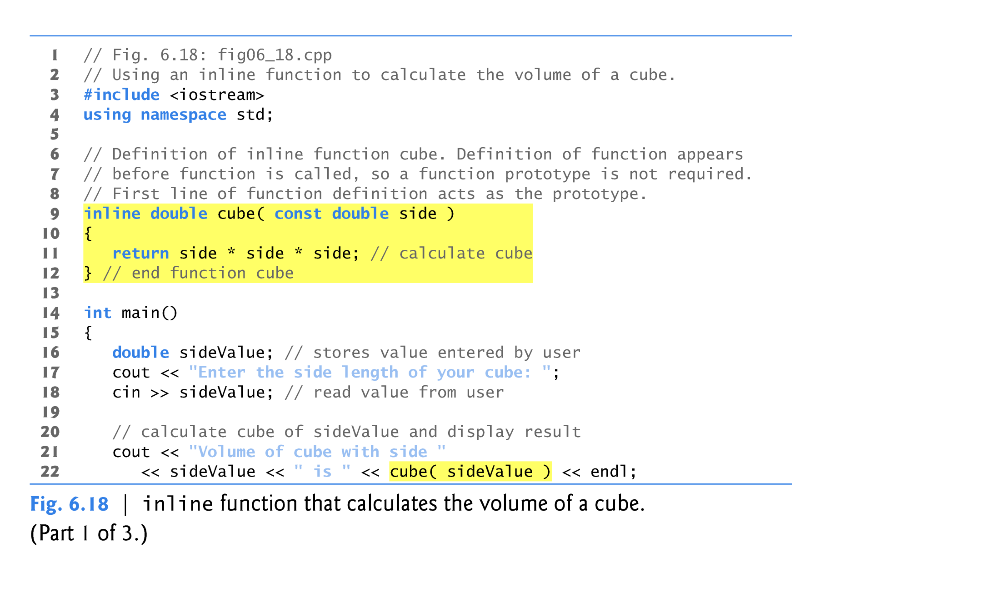 1 // Fig. 6.18: fig06_18.cpp
2 // Using an inline function to calculate the volume of a cube.
3 #include <iostream>
4 using namespace std;
5
6 // Definition of inline function cube. Definition of function appears
7 // before function is called, so a function prototype is not required.
8 // First line of function definition acts as the prototype.
9 inline double cube( const double side )
10 {
11    return side * side * side; // calculate cube
12 } // end function cube
13
14 int main()
15 {
16    double sideValue; // stores value entered by user
17    cout << "Enter the side length of your cube: ";
18    cin >> sideValue; // read value from user
19
20    // calculate cube of sideValue and display result
21    cout << "Volume of cube with side "
22       << sideValue << " is " << cube( sideValue ) << endl;
Fig. 6.18 | inline function that calculates the volume of a cube.
(Part 1 of 3.)